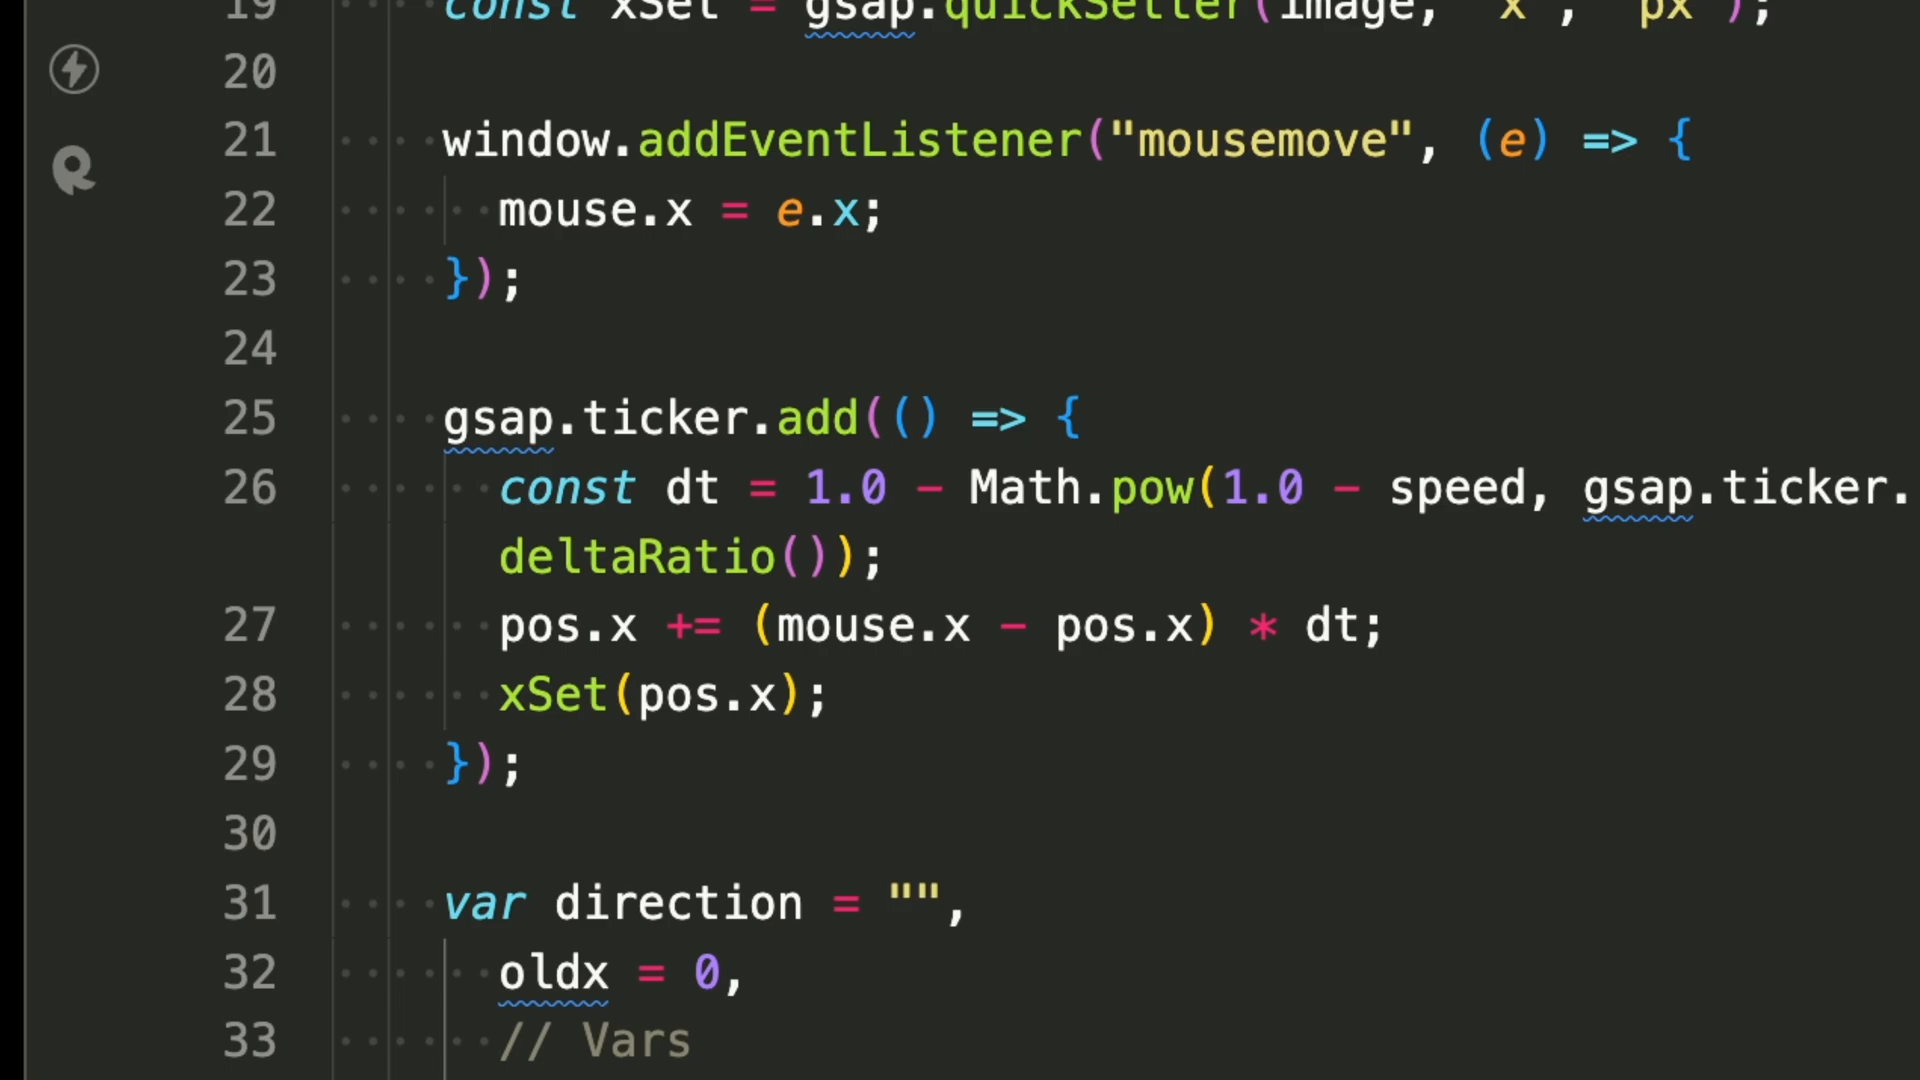 19 const xSet = gsap.quickSetter(image, "x", "px");
20
21 window.addEventListener("mousemove", (e) => {
22 mouse.x = e.x;
23 });
24
25 gsap.ticker.add(() => {
26 const dt = 1.0 - Math.pow(1.0 - speed, gsap.ticker.
deltaRatio());
27 pos.x += (mouse.x - pos.x) * dt;
28 xSet(pos.x);
29 });
30
31 var direction = "",
32 oldx = 0,
33 // Vars